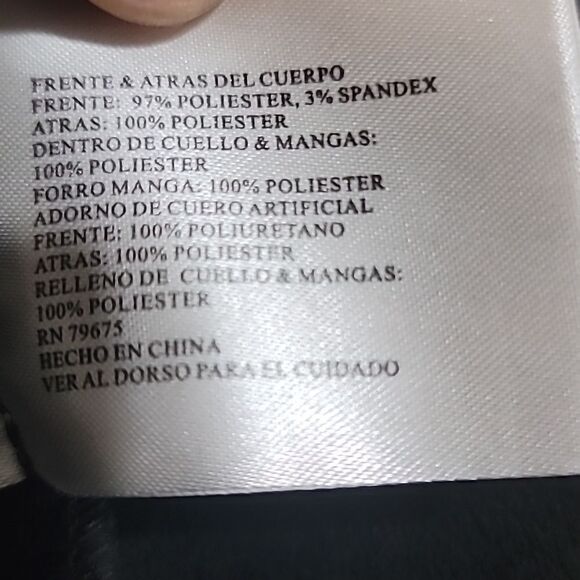 FRENTE & ATRAS DEL CUERPO
FRENTE: 97% POLIESTER, 3% SPANDEX
ATRAS: 100% POLIESTER
DENTRO DE CUELLO & MANGAS:
100% POLIESTER
FORRO MANGA: 100% POLIESTER
ADORNO DE CUERO ARTIFICIAL
FRENTE: 100% POLIURETANO
ATRAS: 100% POLIESTER
RELLENO DE CUELLO & MANGAS:
100% POLIESTER
RN 79675
HECHO EN CHINA
VER AL DORSO PARA EL CUIDADO